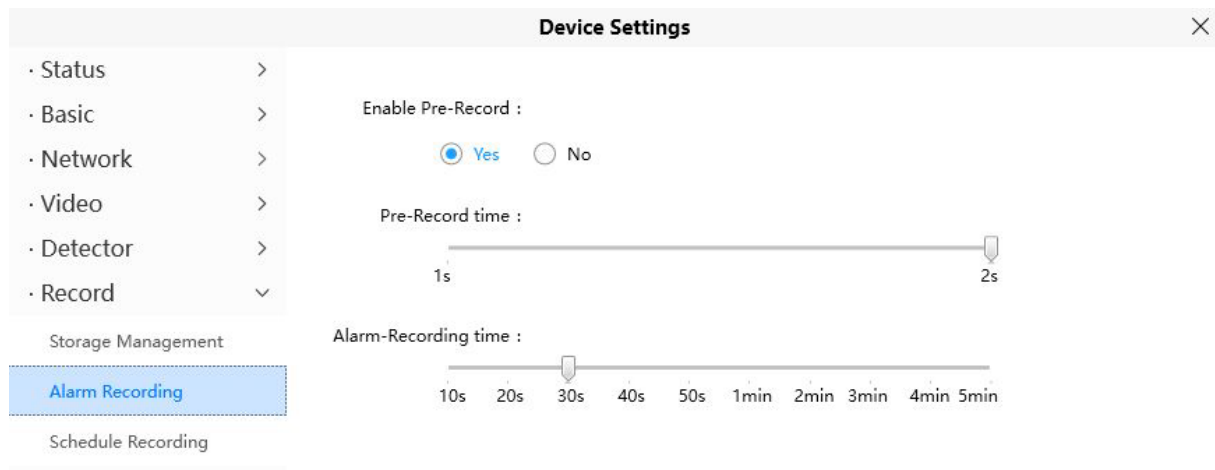 Device Settings
· Status
· Basic
· Network
· Video
· Detector
· Record
Storage Management
Alarm Recording
Schedule Recording
Enable Pre-Record :
Yes No
Pre-Record time :
1s 2s
Alarm-Recording time :
10s 20s 30s 40s 50s 1min 2min 3min 4min 5min